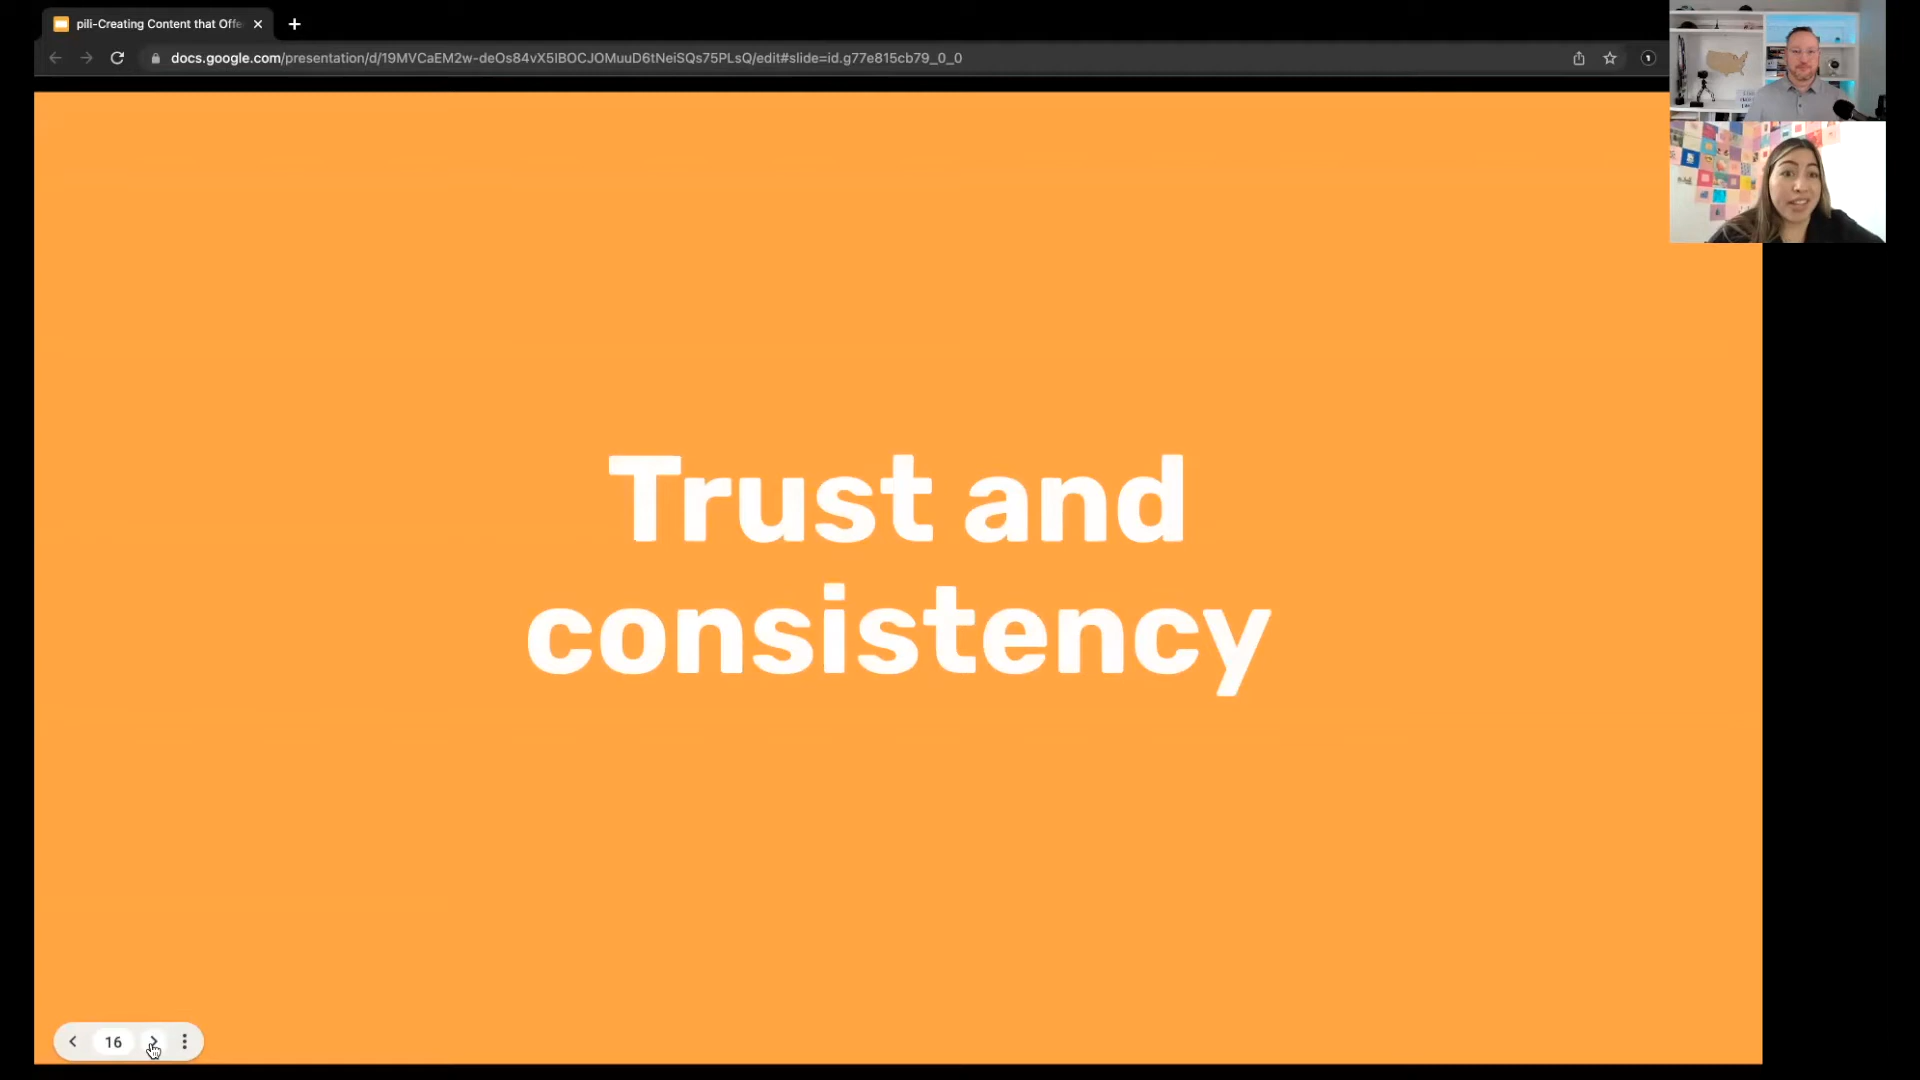 pili-Creating Content that Offe
docs.google.com/presentation/d/19MVCaEM2w-deOs84vX5IBOCJOMuuD6tNeiSQs75PLsQ/edit#slide=id.g77e815cb79_0_0
Trust and
consistency
16